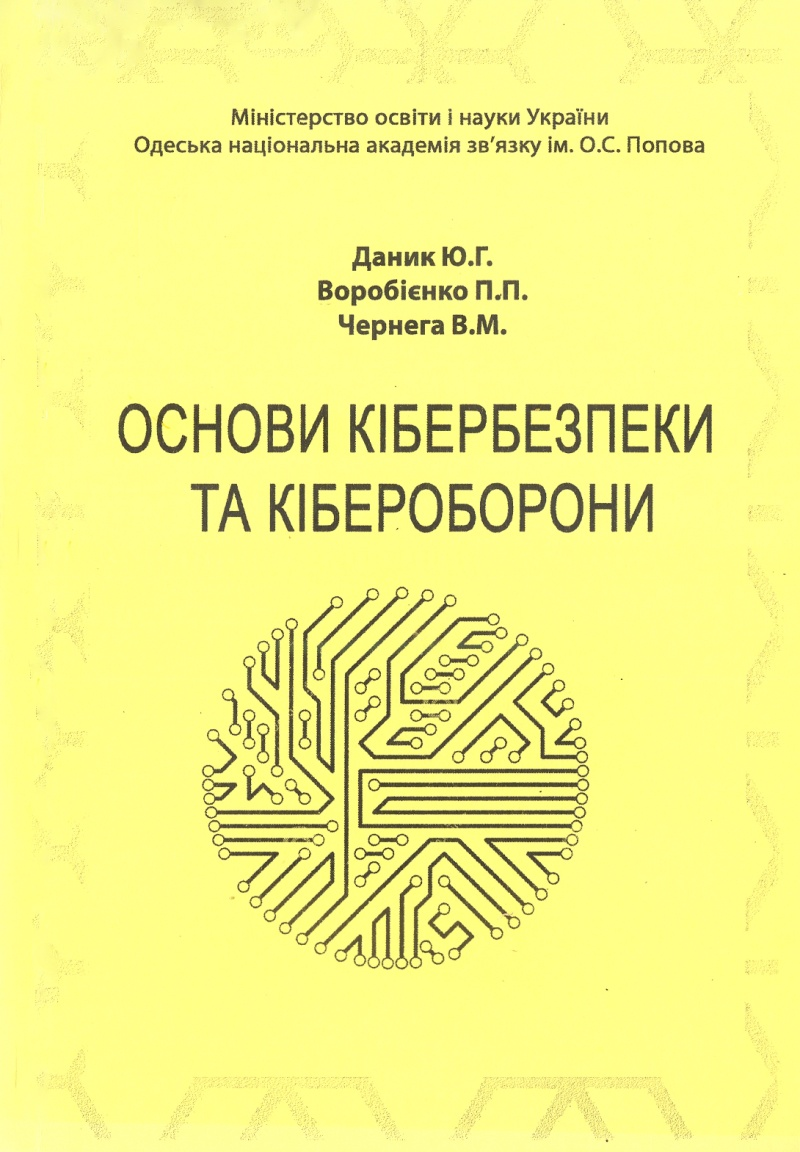 Міністерство освіти і науки України
Одеська національна академія зв'язку ім. О.С. Попова
Даник Ю.Г.
Воробієнко П.П.
Чернега В.М.
ОСНОВИ КІБЕРБЕЗПЕКИ
ТА КІБЕРОБОРОНИ